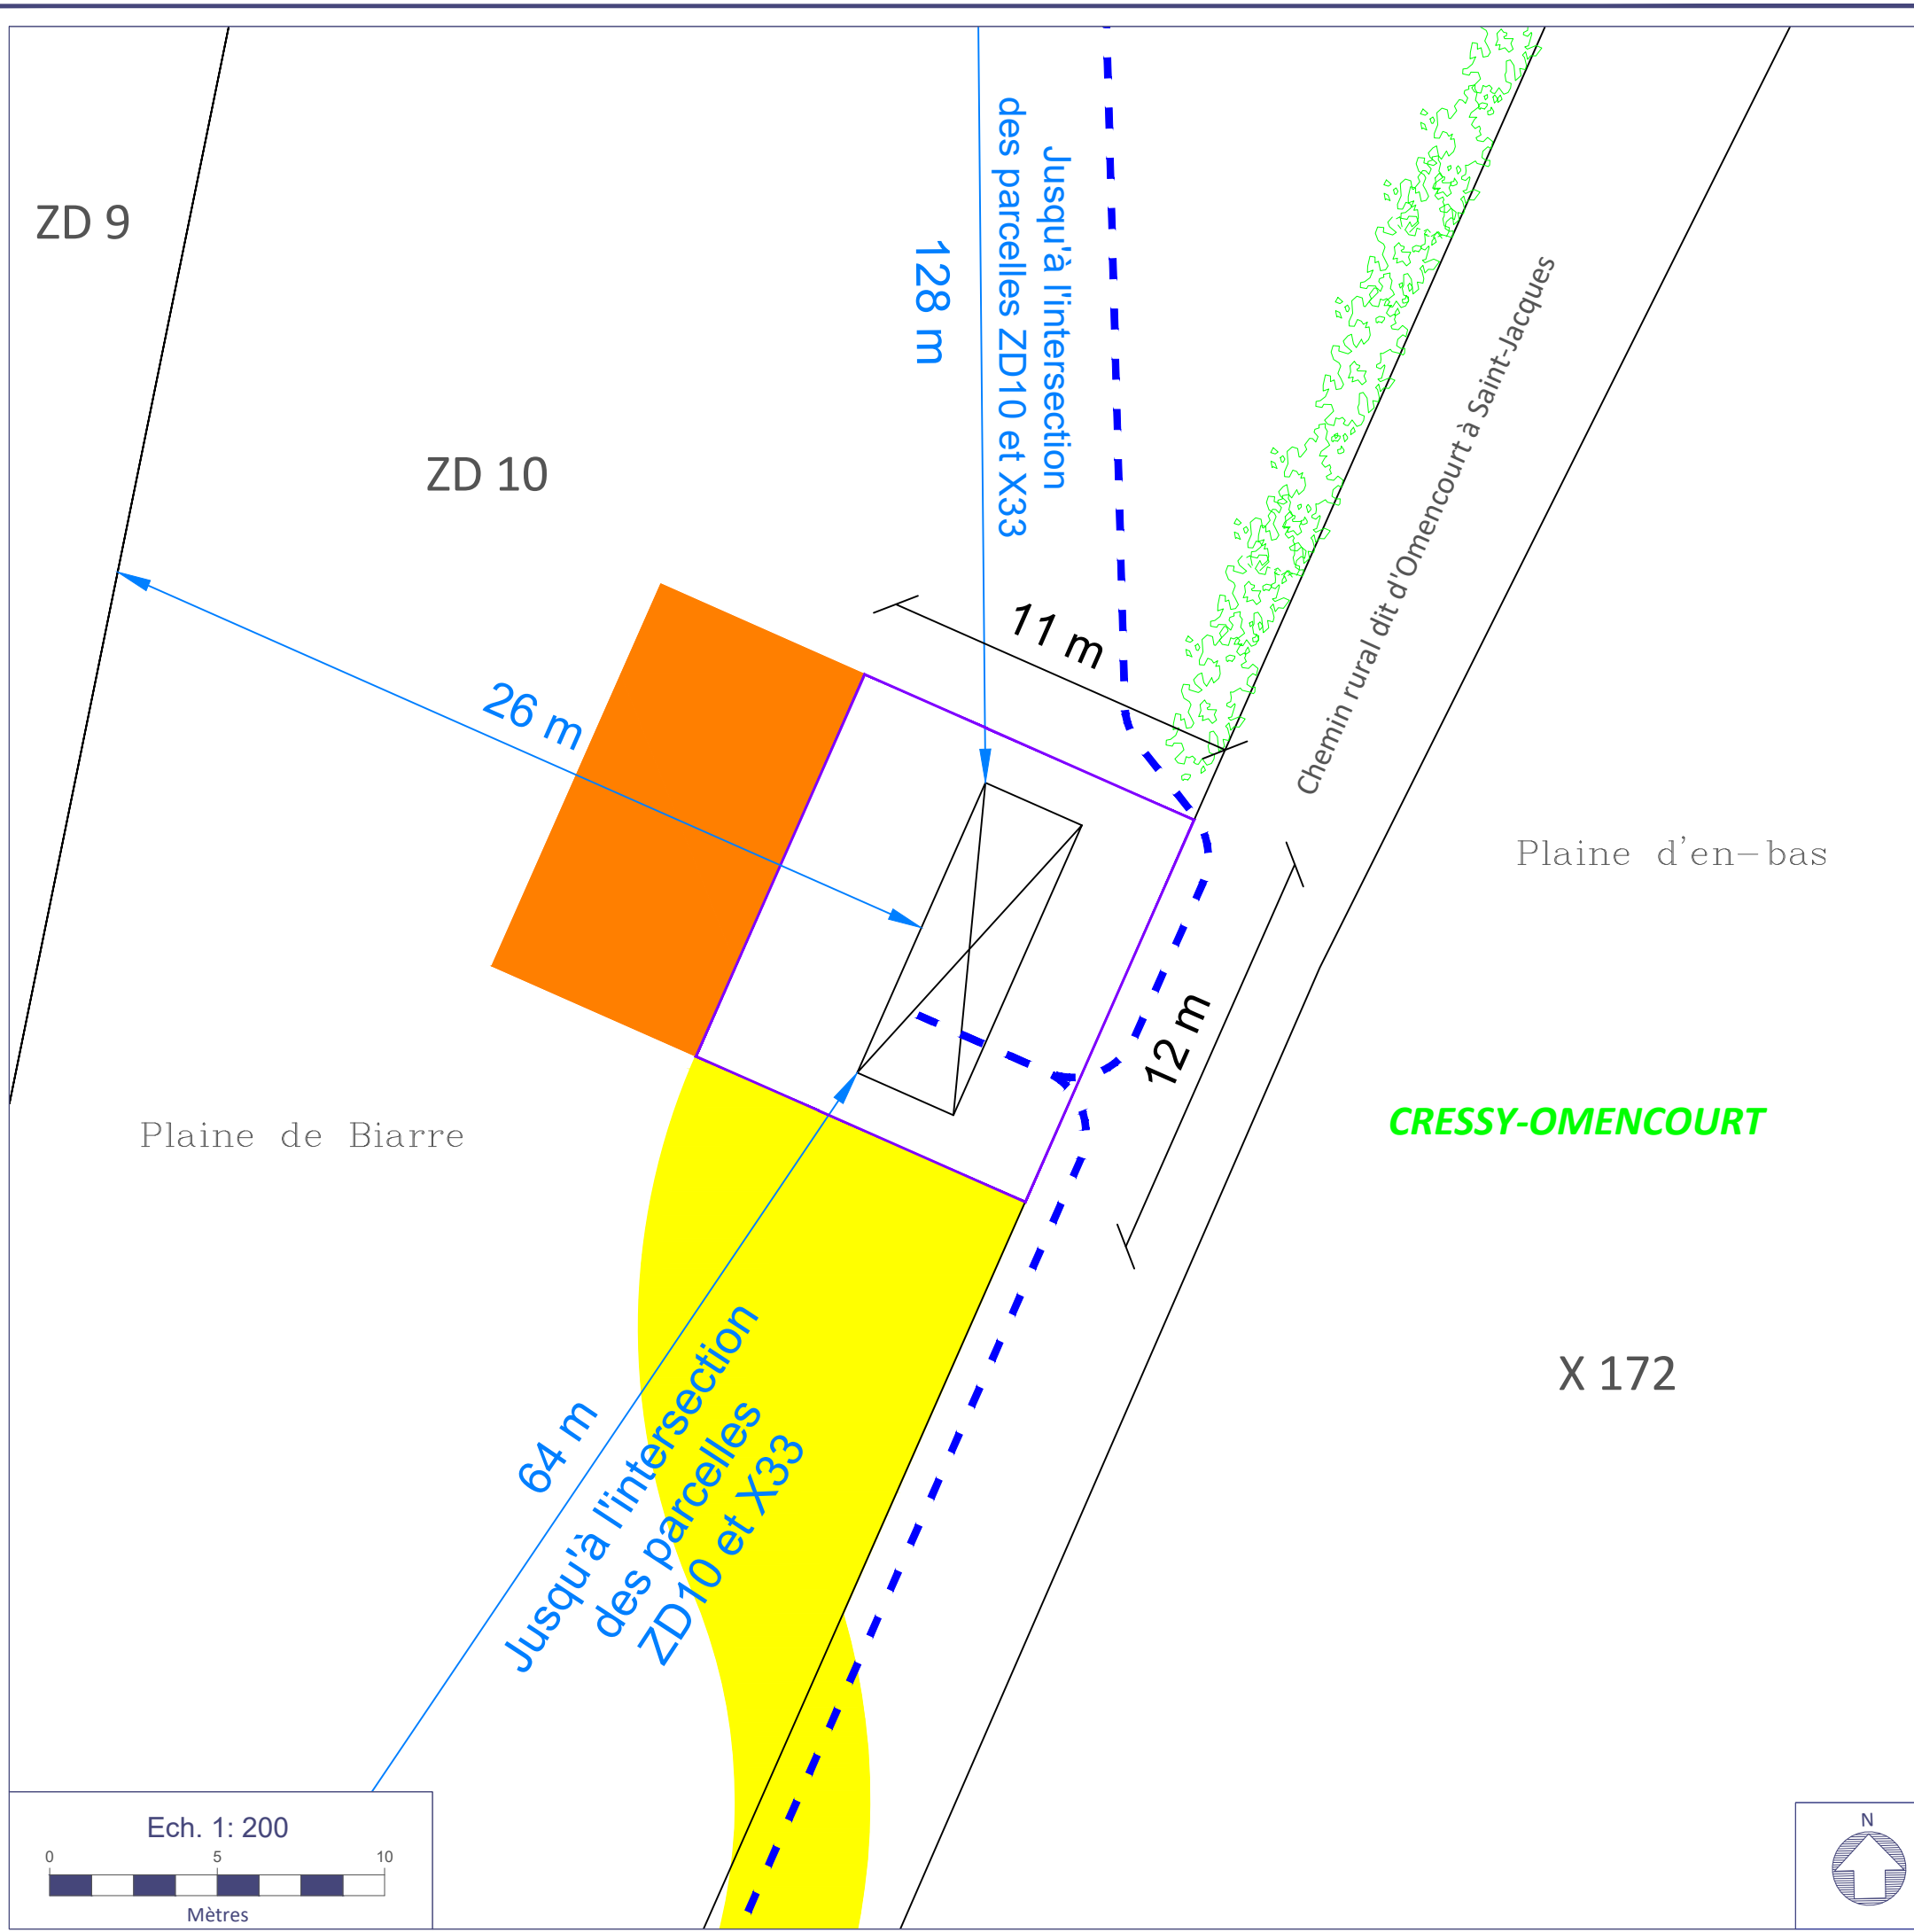 ZD 9
Jusqu'à l'intersection
des parcelles ZD10 et X33
128 m
ZD 10
Chemin rural dit d'Omencourt à Saint-Jacques
11 m
26 m
Plaine d'en-bas
12 m
CRESSY-OMENCOURT
Plaine de Biarre
X 172
64 m
Jusqu'à l'intersection
des parcelles
ZD10 et X33
Ech. 1: 200
0 5 10
Mètres
N